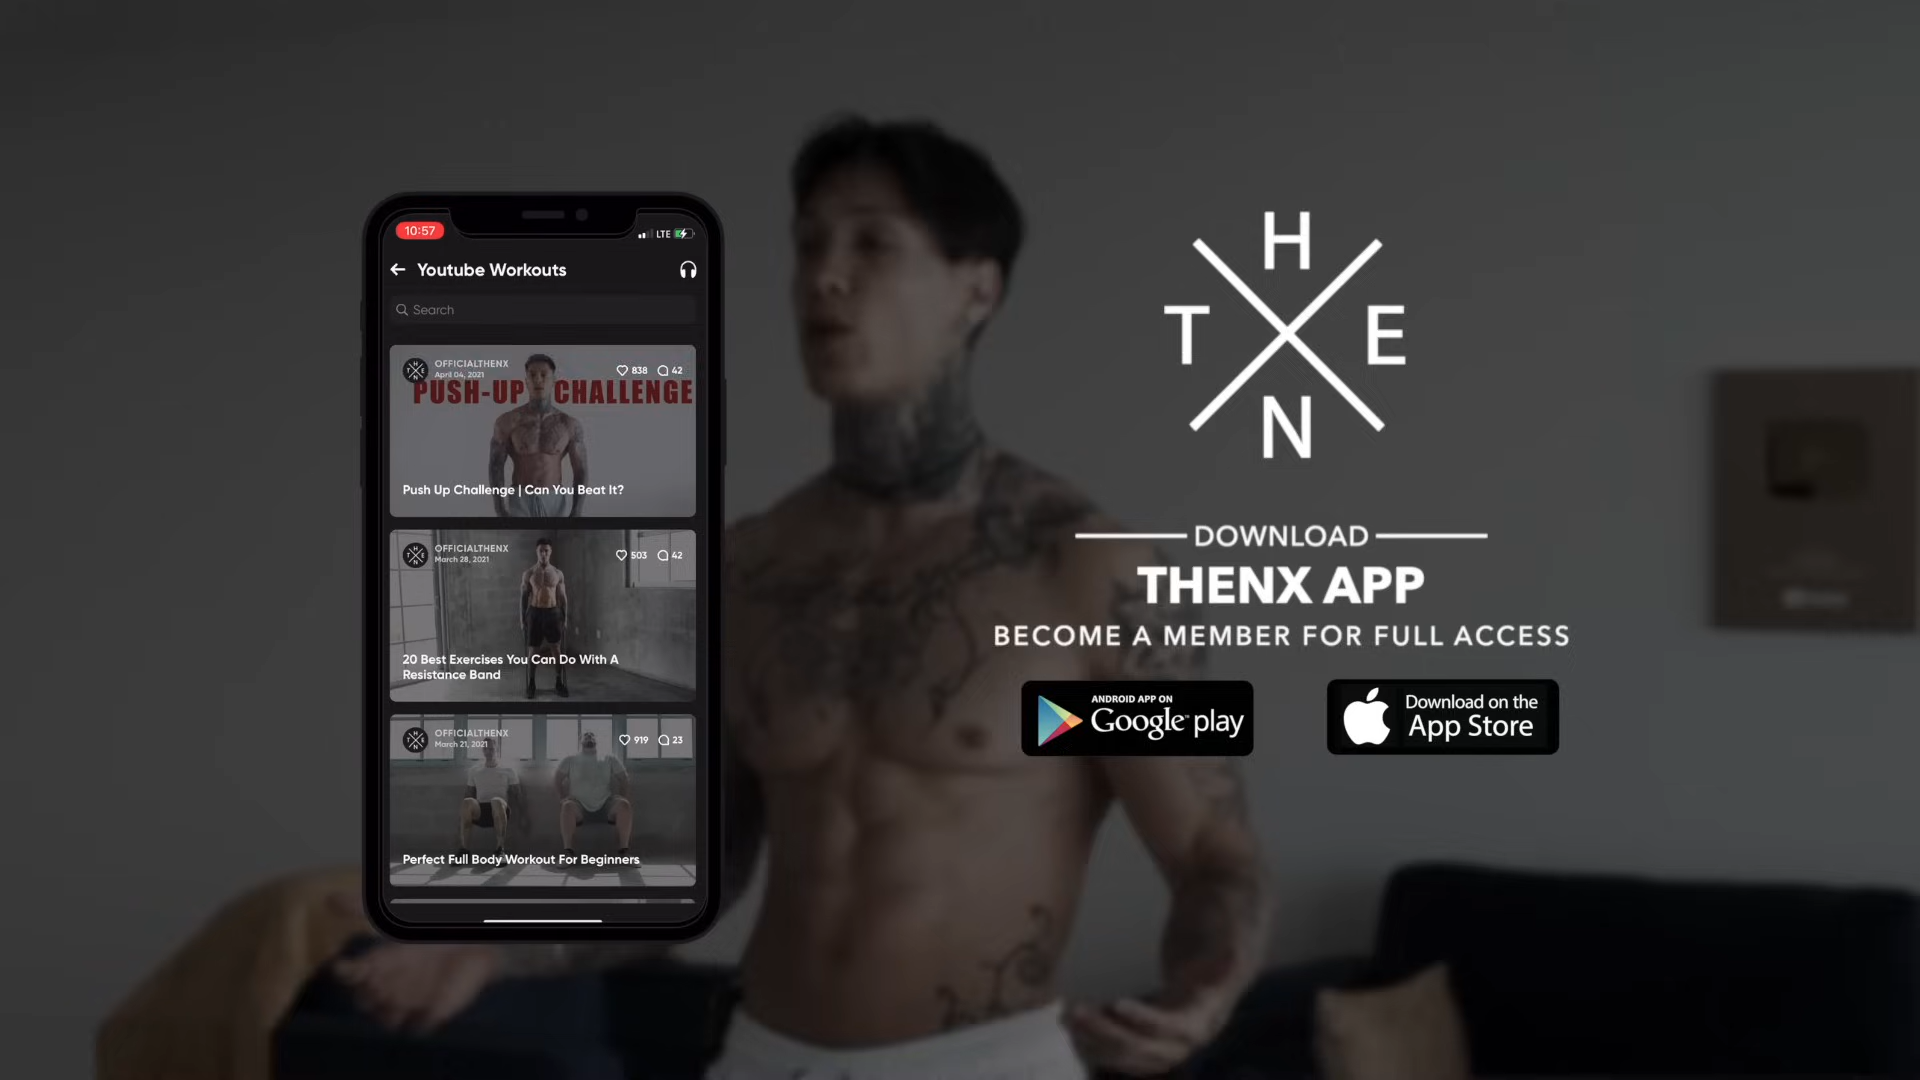 10:57
LTE
Youtube Workouts
Search
OFFICIALTHENX
April 04, 2021
838
42
PUSH-UP CHALLENGE
Push Up Challenge | Can You Beat It?
OFFICIALTHENX
March 28, 2021
503
42
20 Best Exercises You Can Do With A
Resistance Band
OFFICIALTHENX
March 21, 2021
919
23
Perfect Full Body Workout For Beginners
H
T E
N
DOWNLOAD
THENX APP
BECOME A MEMBER FOR FULL ACCESS
ANDROID APP ON
Google play
Download on the
App Store